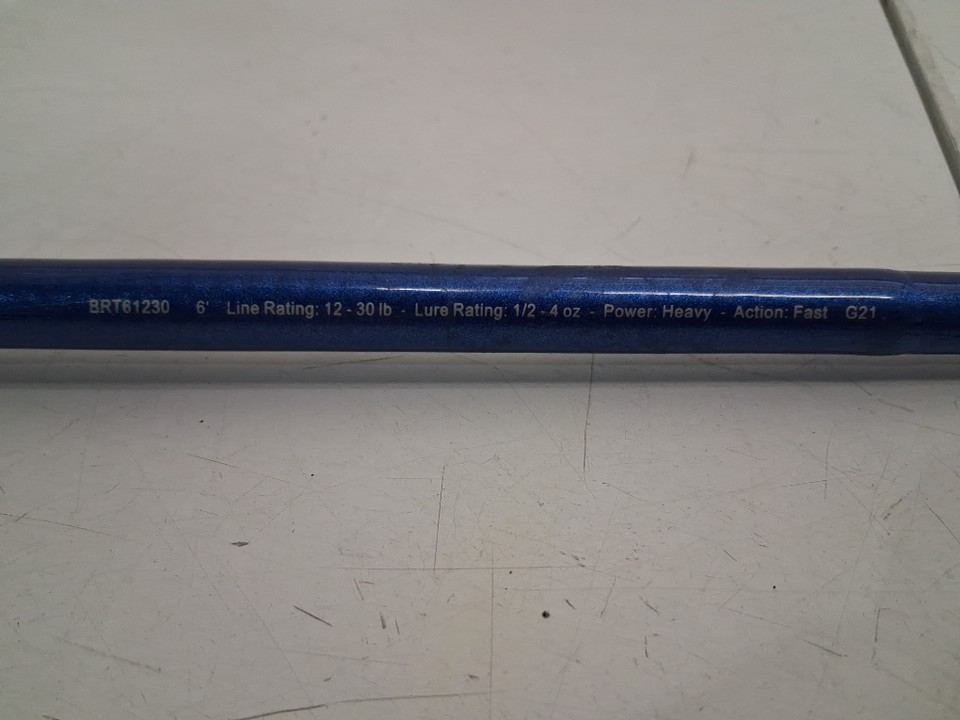 BRT61230 6' Line Rating: 12 - 30 lb - Lure Rating: 1/2 - 4 oz - Power: Heavy - Action: Fast G21